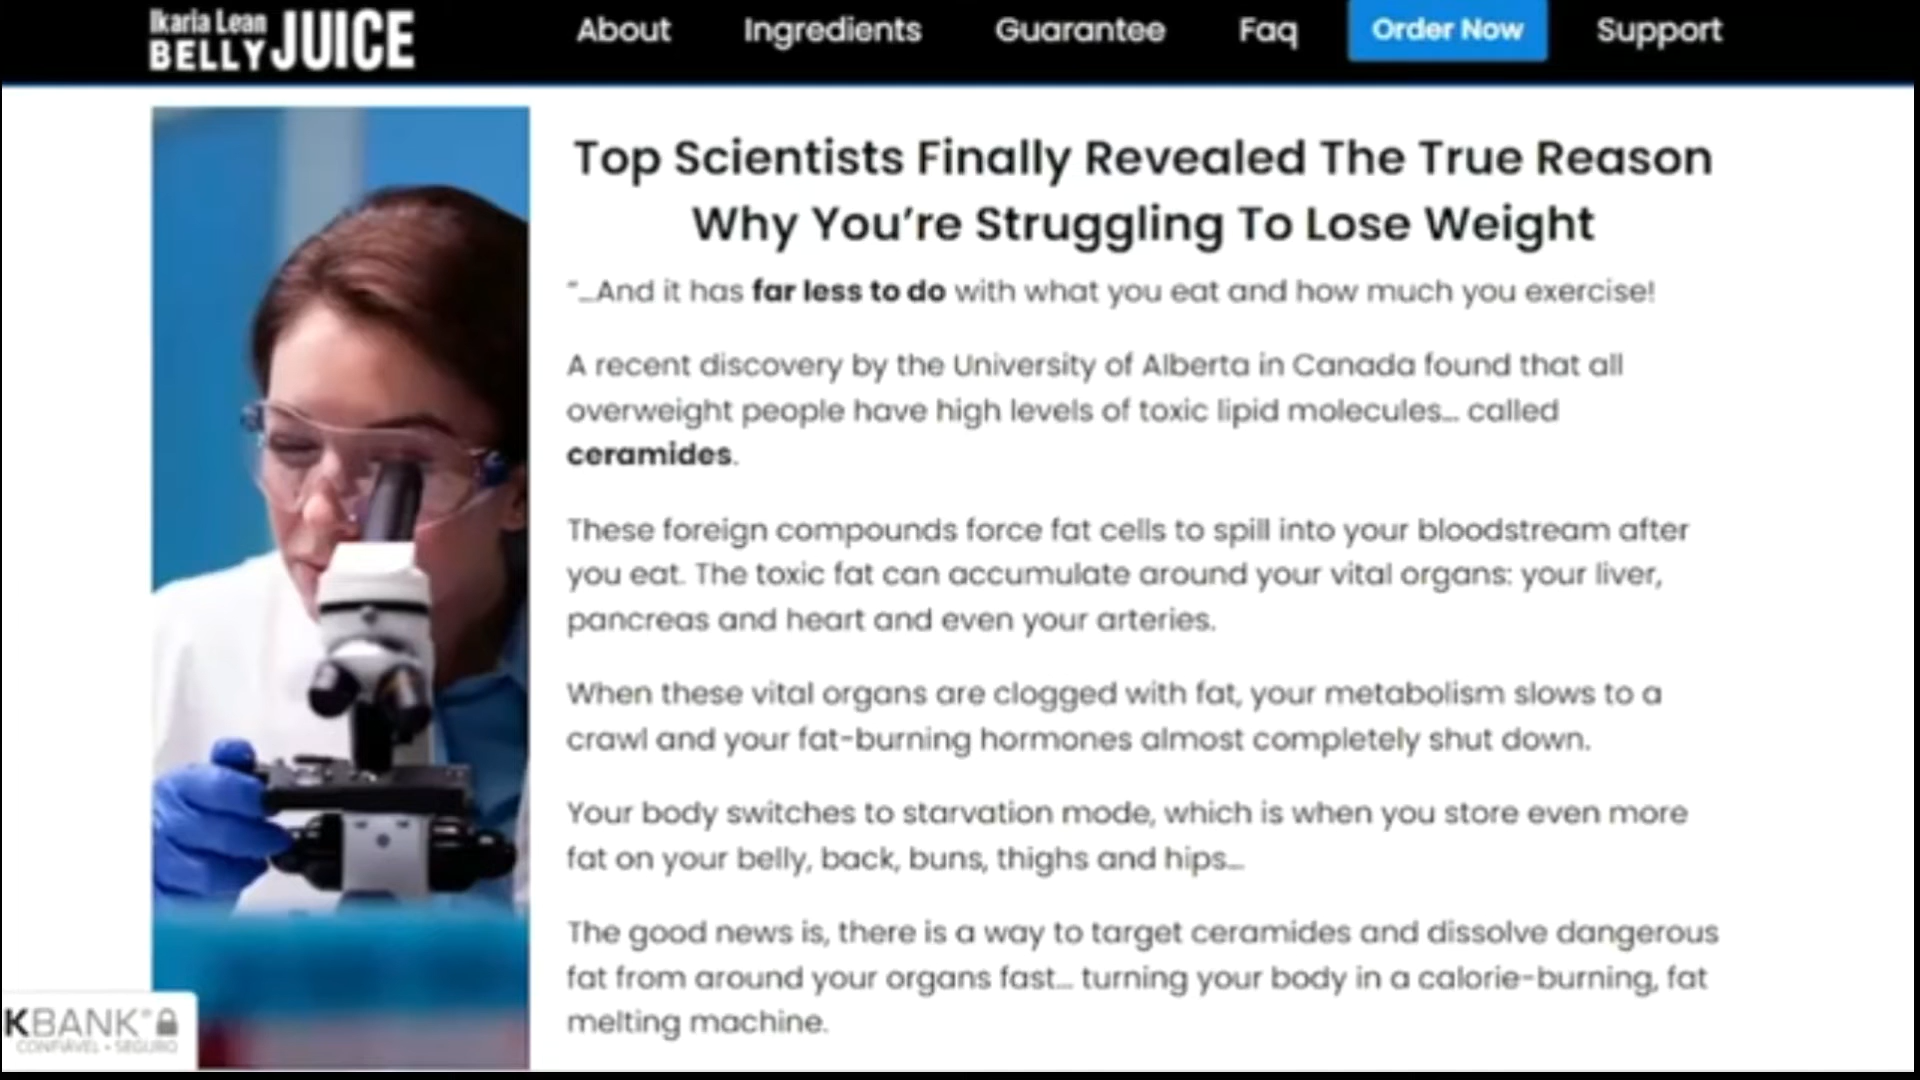 Ikaria Lean
BELLY JUICE
About
Ingredients
Guarantee
Faq
Order Now
Support
Top Scientists Finally Revealed The True Reason
Why You’re Struggling To Lose Weight
“...And it has far less to do with what you eat and how much you exercise!
A recent discovery by the University of Alberta in Canada found that all
overweight people have high levels of toxic lipid molecules... called
ceramides.
These foreign compounds force fat cells to spill into your bloodstream after
you eat. The toxic fat can accumulate around your vital organs: your liver,
pancreas and heart and even your arteries.
When these vital organs are clogged with fat, your metabolism slows to a
crawl and your fat-burning hormones almost completely shut down.
Your body switches to starvation mode, which is when you store even more
fat on your belly, back, buns, thighs and hips...
The good news is, there is a way to target ceramides and dissolve dangerous
fat from around your organs fast... turning your body in a calorie-burning, fat
melting machine.
KBANK®
CONFIÁVEL • SEGURO